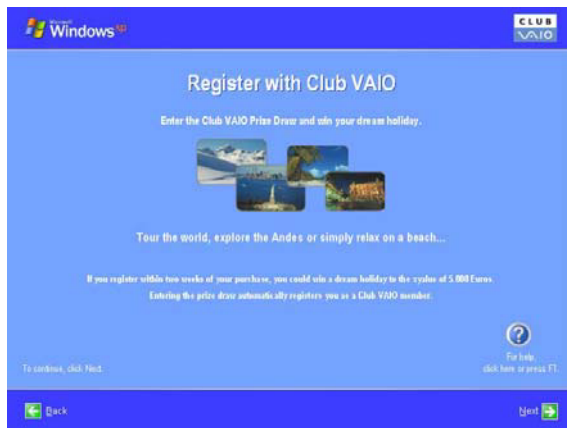 Microsoft
Windows xp
CLUB
VAIO
Register with Club VAIO
Enter the Club VAIO Prize Draw and win your dream holiday.
Tour the world, explore the Andes or simply relax on a beach...
If you register within two weeks of your purchase, you could win a dream holiday to the value of 5.000 Euros.
Entering the prize draw automatically registers you as a Club VAIO member.
For help,
click here or press F1.
To continue, click Next.
Back
Next